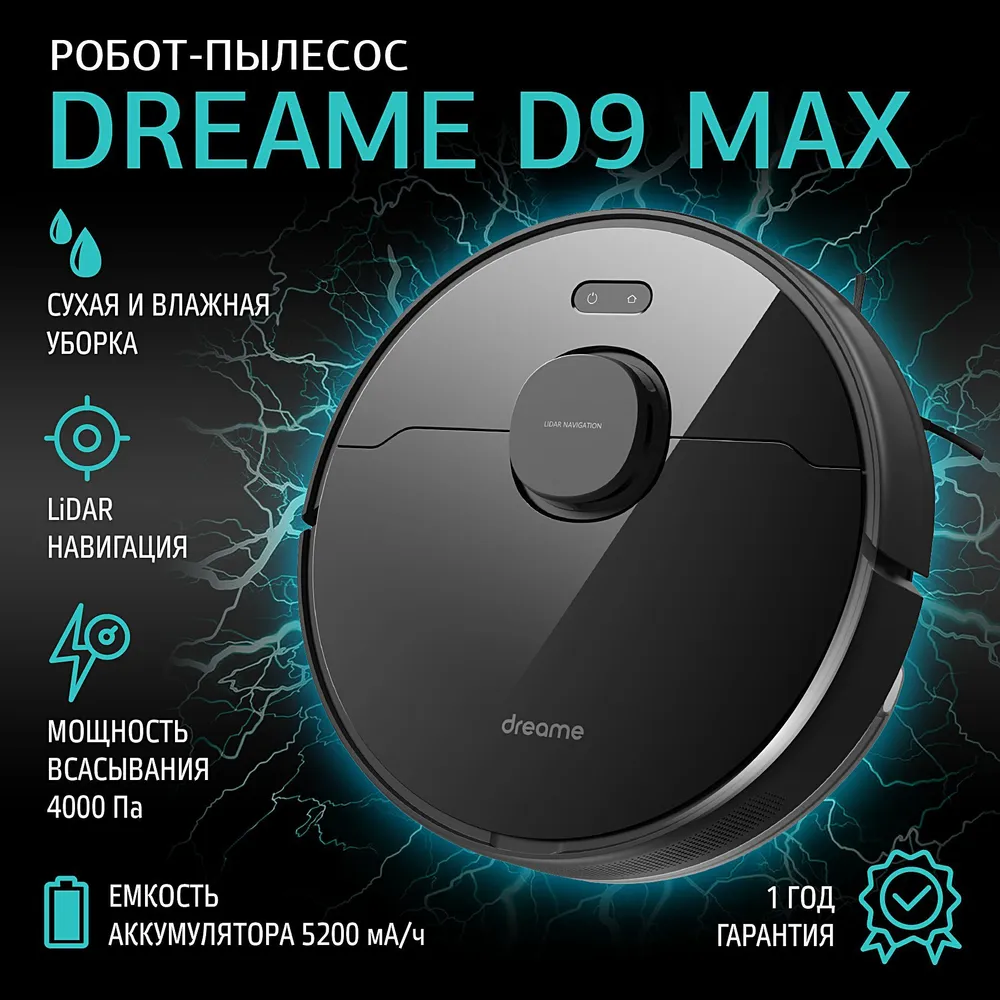 РОБОТ-ПЫЛЕСОС
DREAME D9 MAX
СУХАЯ И ВЛАЖНАЯ
УБОРКА
LiDAR
НАВИГАЦИЯ
МОЩНОСТЬ
ВСАСЫВАНИЯ
4000 Па
LIDAR NAVIGATION
dreame
ЕМКОСТЬ
АККУМУЛЯТОРА 5200 мА/ч
1 ГОД
ГАРАНТИЯ